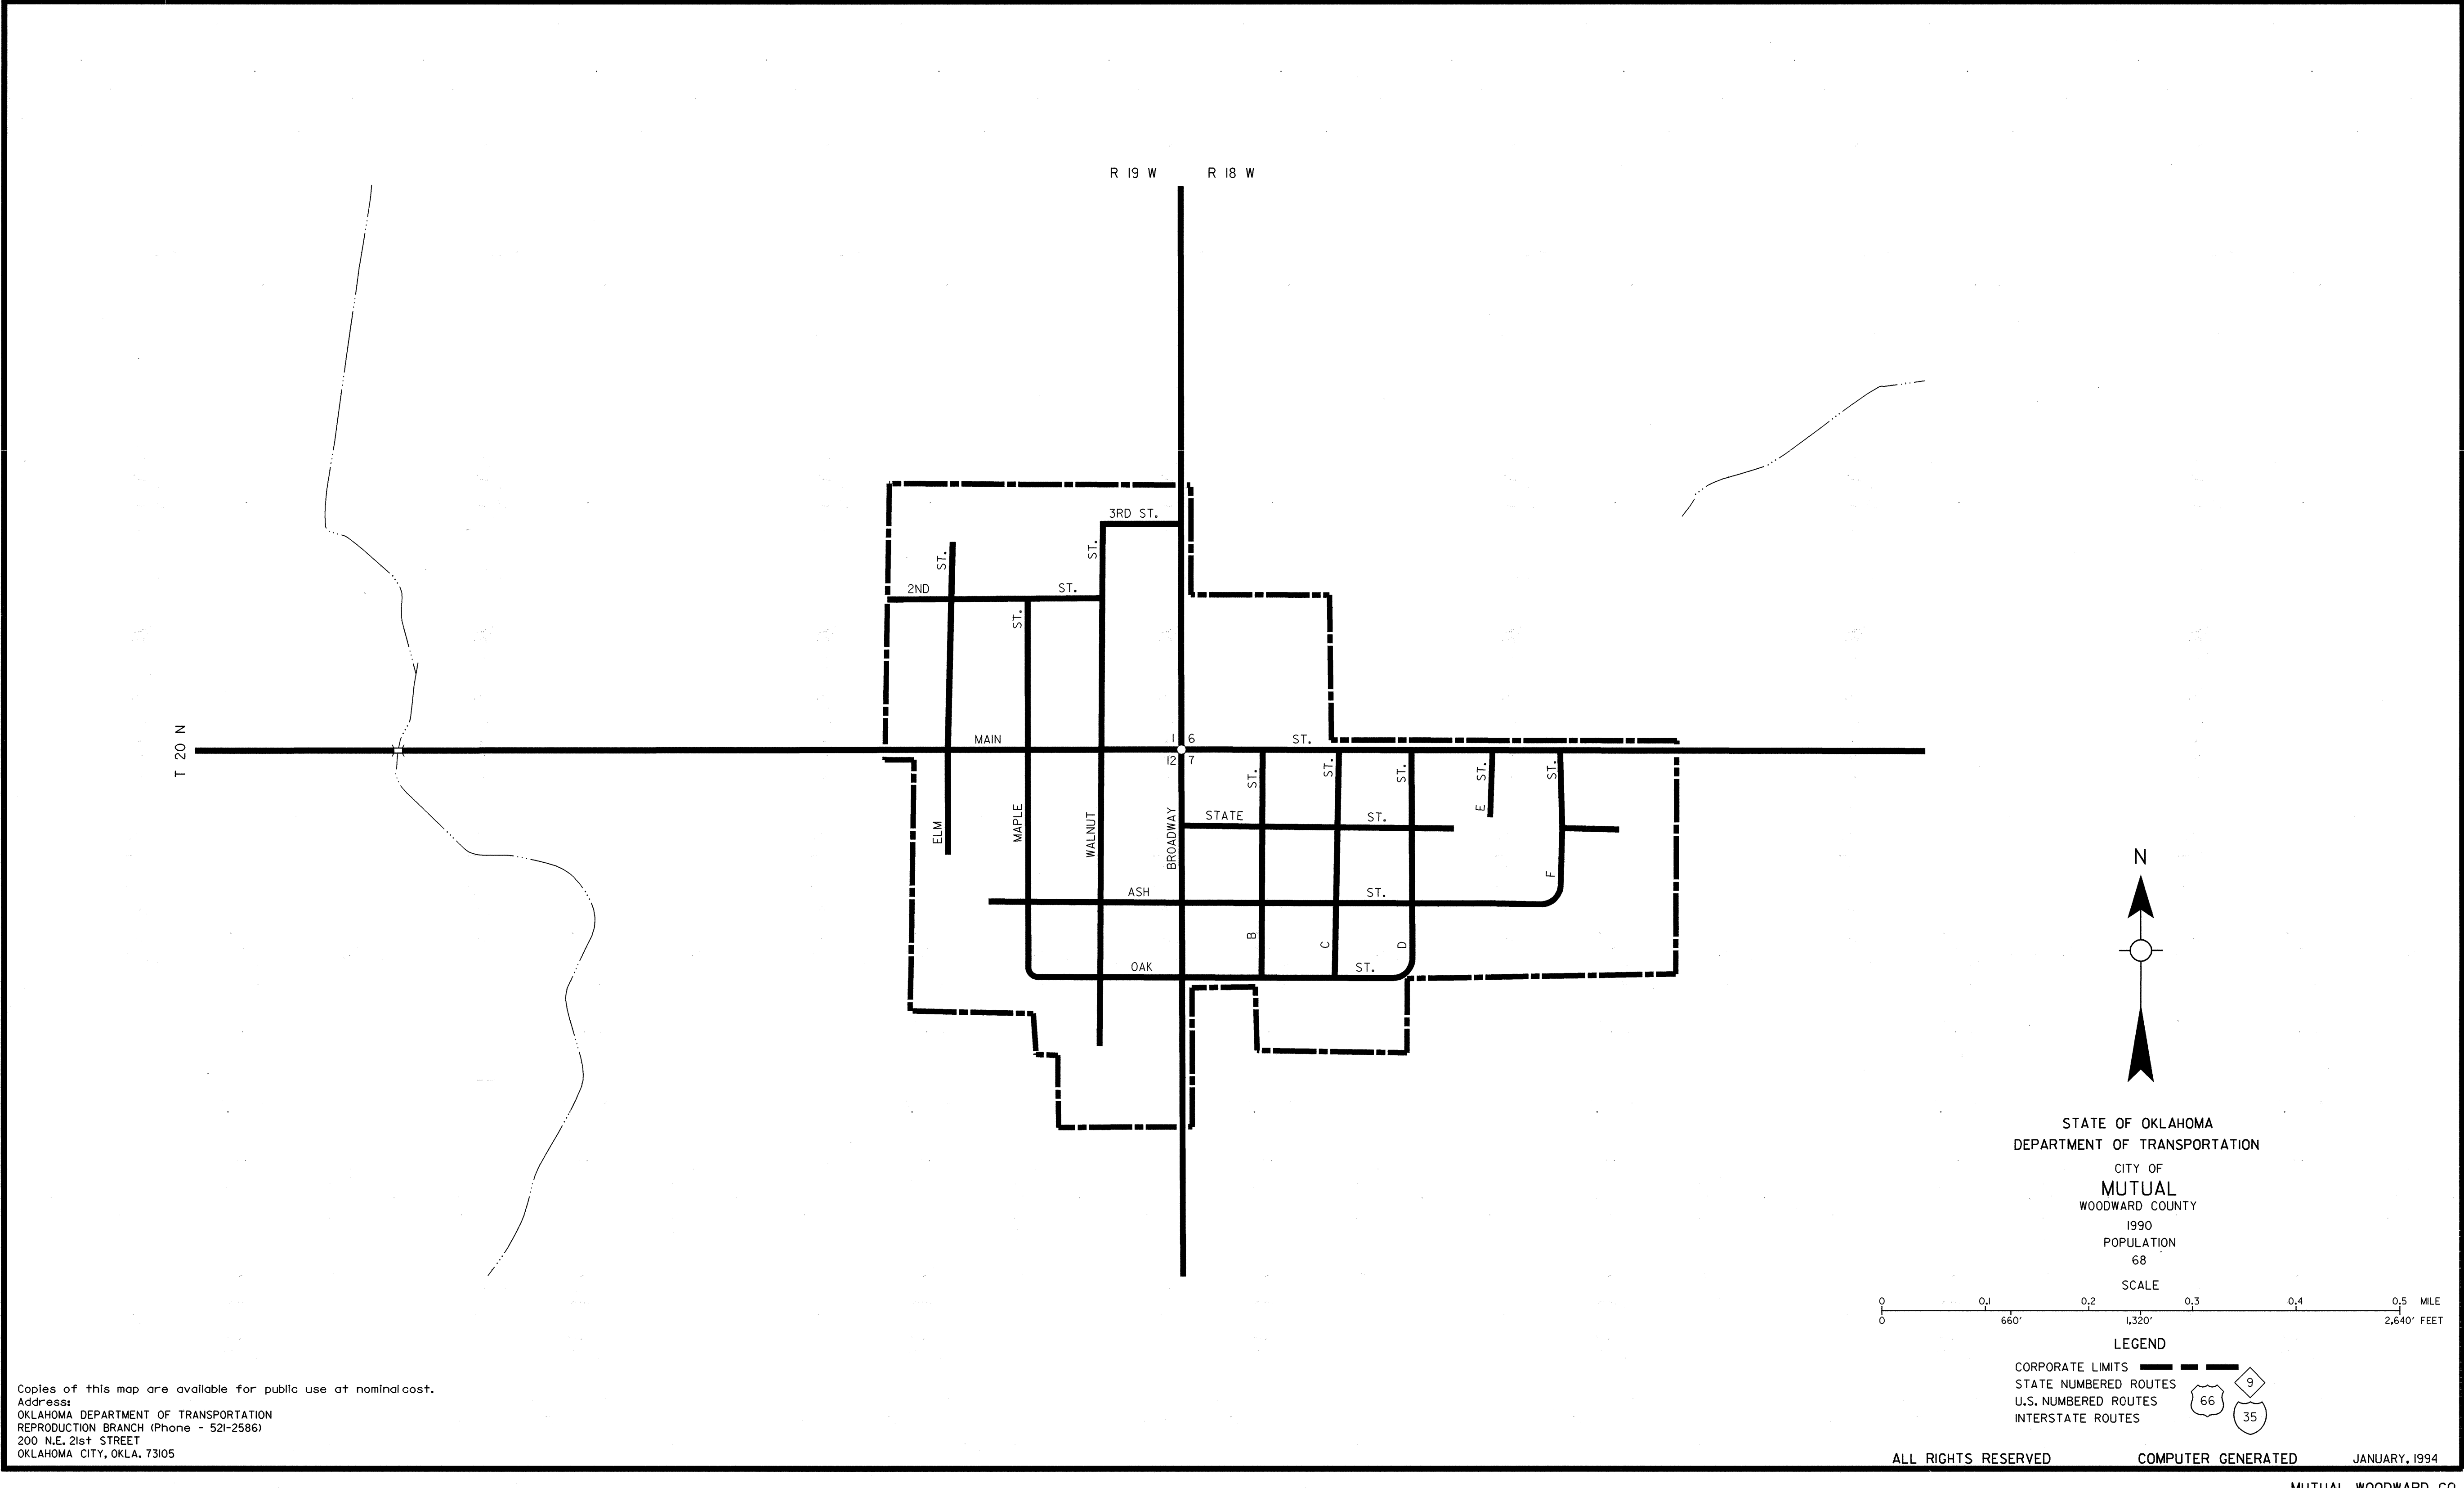 R 19 W R 18 W
3RD ST.
ST.
ST.
2ND ST.
ST.
T 20 N
MAIN ST.
1 6
12 7
ST.
ST.
ST.
ST.
ST.
STATE ST.
E
ELM
MAPLE
WALNUT
BROADWAY
F
ASH ST.
B
C
D
OAK ST.
N
STATE OF OKLAHOMA
DEPARTMENT OF TRANSPORTATION
CITY OF
MUTUAL
WOODWARD COUNTY
1990
POPULATION
68
SCALE
0 0.1 0.2 0.3 0.4 0.5 MILE
0 660' 1,320' 2,640' FEET
LEGEND
CORPORATE LIMITS
STATE NUMBERED ROUTES 9
U.S. NUMBERED ROUTES 66
INTERSTATE ROUTES 35
Copies of this map are available for public use at nominal cost.
Address:
OKLAHOMA DEPARTMENT OF TRANSPORTATION
REPRODUCTION BRANCH (Phone - 521-2586)
200 N.E. 21st STREET
OKLAHOMA CITY, OKLA. 73105
ALL RIGHTS RESERVED COMPUTER GENERATED JANUARY, 1994
MUTUAL WOODWARD CO